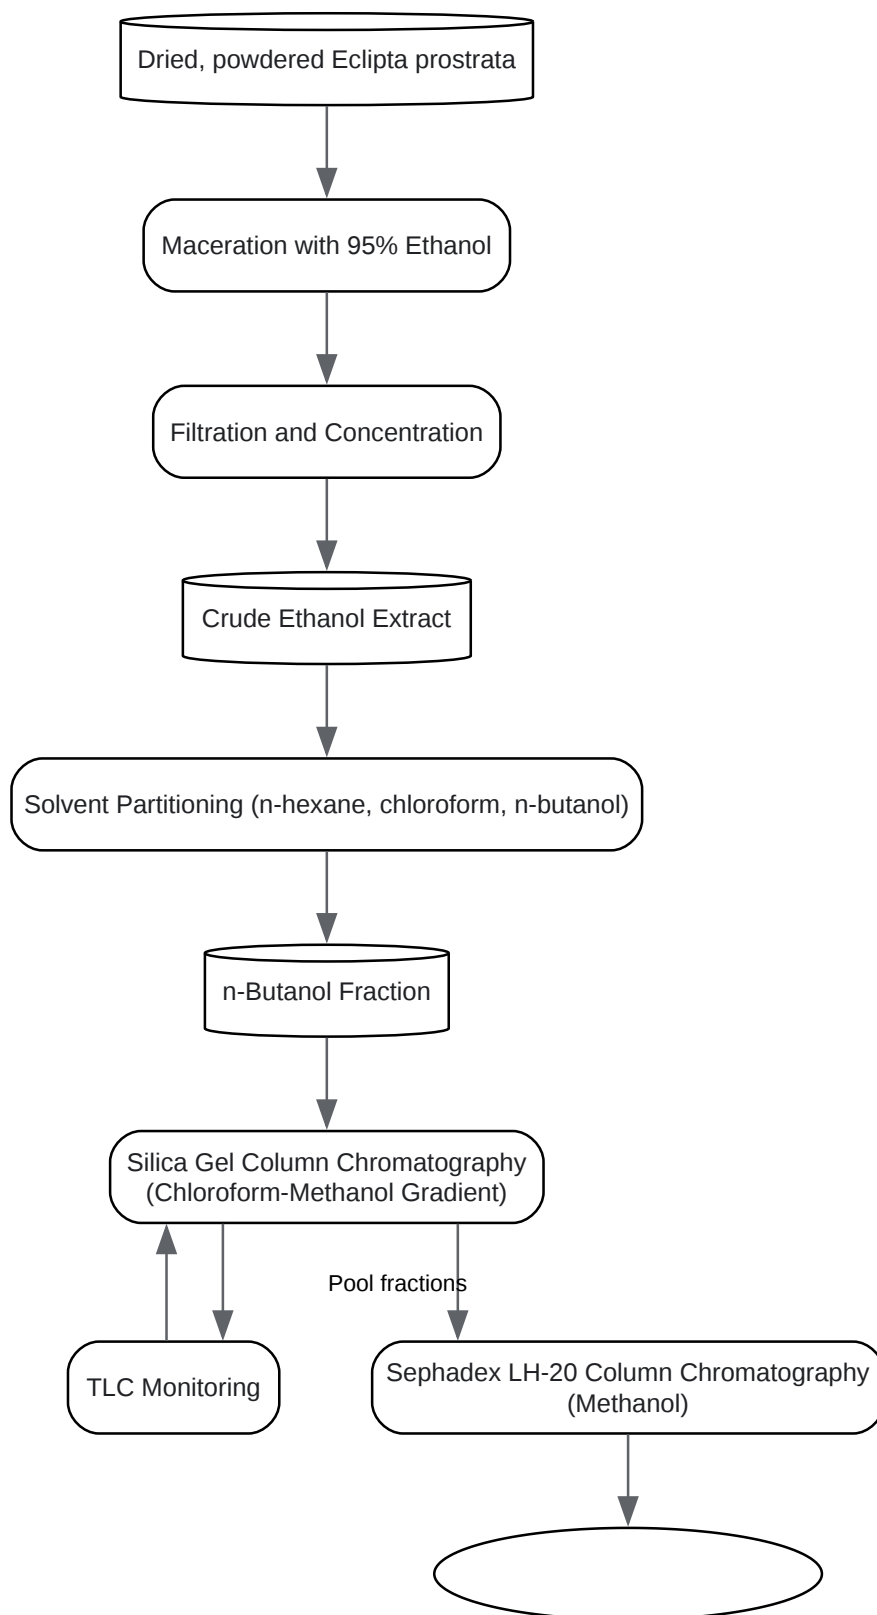 Dried, powdered Eclipta prostrata
Maceration with 95% Ethanol
Filtration and Concentration
Crude Ethanol Extract
Solvent Partitioning (n-hexane, chloroform, n-butanol)
n-Butanol Fraction
Silica Gel Column Chromatography
(Chloroform-Methanol Gradient)
Pool fractions
TLC Monitoring
Sephadex LH-20 Column Chromatography
(Methanol)